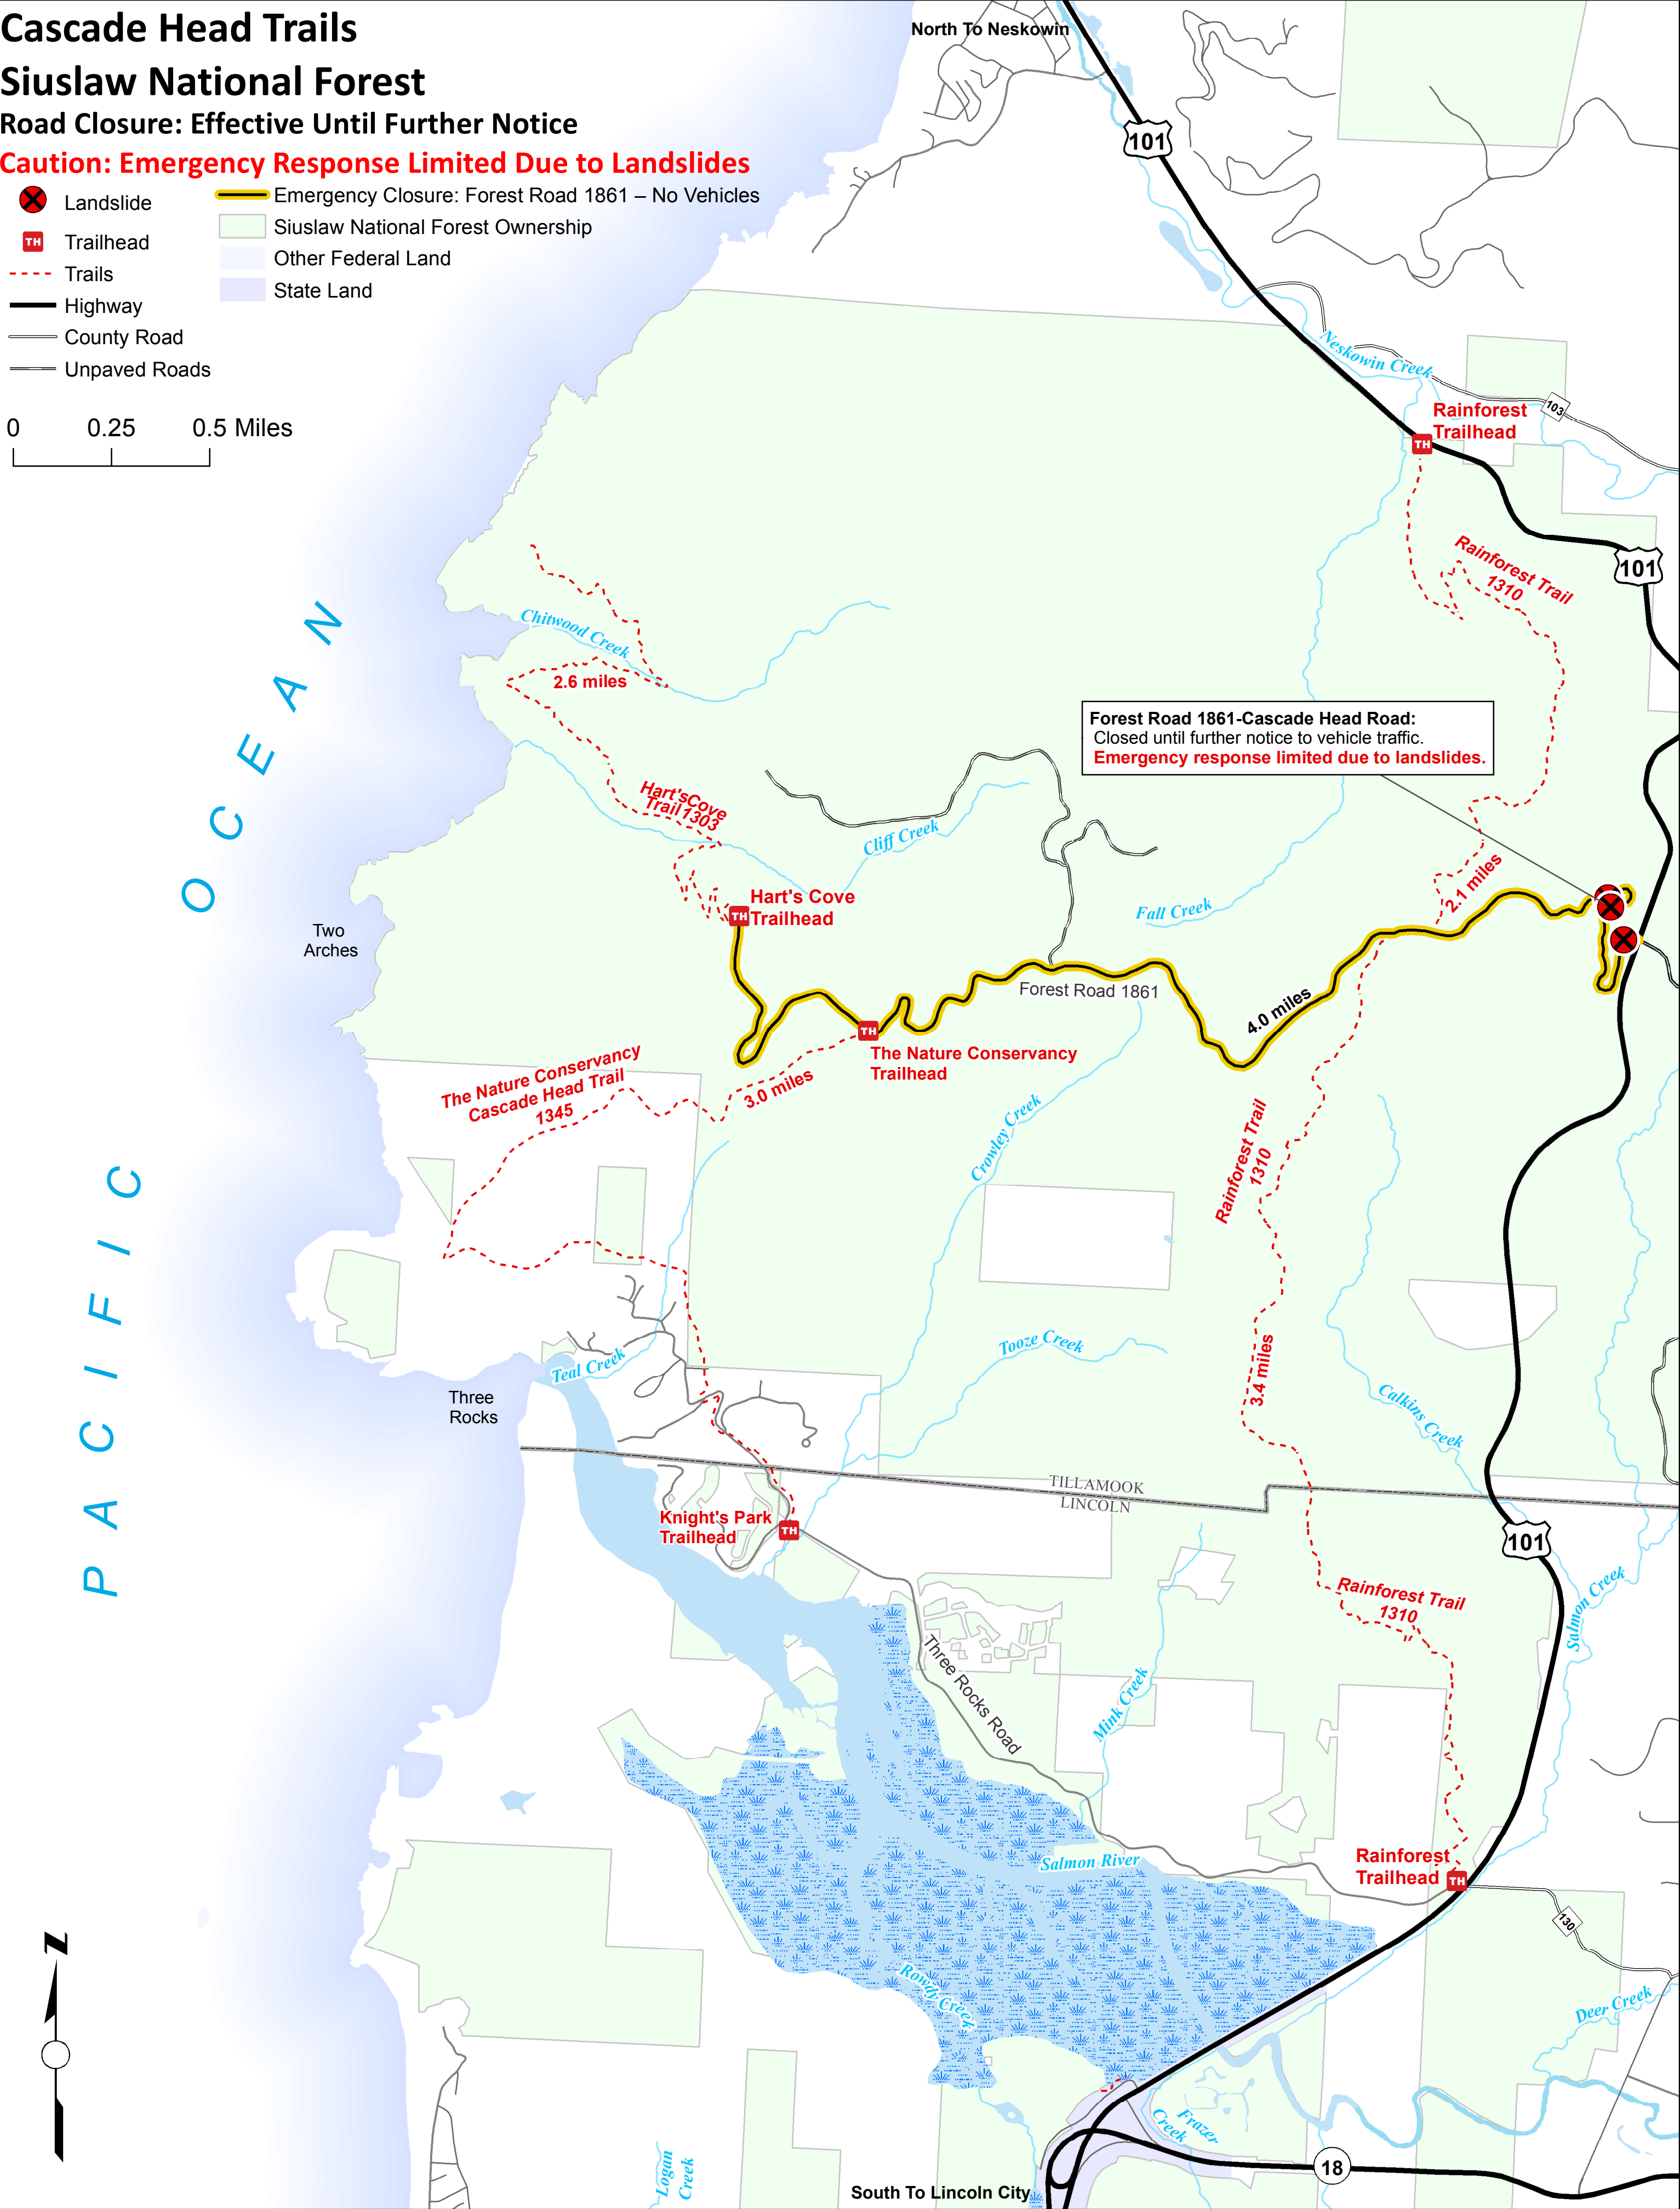 Cascade Head Trails
Siuslaw National Forest
Road Closure: Effective Until Further Notice
Caution: Emergency Response Limited Due to Landslides
Landslide
Trailhead
TH
Trails
Highway
County Road
Unpaved Roads
Emergency Closure: Forest Road 1861 – No Vehicles
Siuslaw National Forest Ownership
Other Federal Land
State Land
0 0.25 0.5 Miles
North To Neskowin
101
Neskowin Creek
103
Rainforest
Trailhead
TH
101
Rainforest Trail
1310
Chitwood Creek
2.6 miles
Forest Road 1861-Cascade Head Road:
Closed until further notice to vehicle traffic.
Emergency response limited due to landslides.
Hart'sCove
Trail1303
Cliff Creek
2.1 miles
Hart's Cove
Trailhead
TH
Fall Creek
Two
Arches
Forest Road 1861
4.0 miles
TH
The Nature Conservancy
Trailhead
The Nature Conservancy
Cascade Head Trail
1345
3.0 miles
Crowley Creek
Rainforest Trail
1310
PACIFIC OCEAN
Tooze Creek
3.4 miles
Teal Creek
Calkins Creek
Three
Rocks
TILLAMOOK
LINCOLN
Knight's Park
Trailhead
TH
101
Rainforest Trail
1310
Salmon Creek
Three Rocks Road
Mink Creek
Salmon River
Rainforest
Trailhead
TH
130
N
Rowdy Creek
Deer Creek
Frazer
Creek
Logan
Creek
18
South To Lincoln City